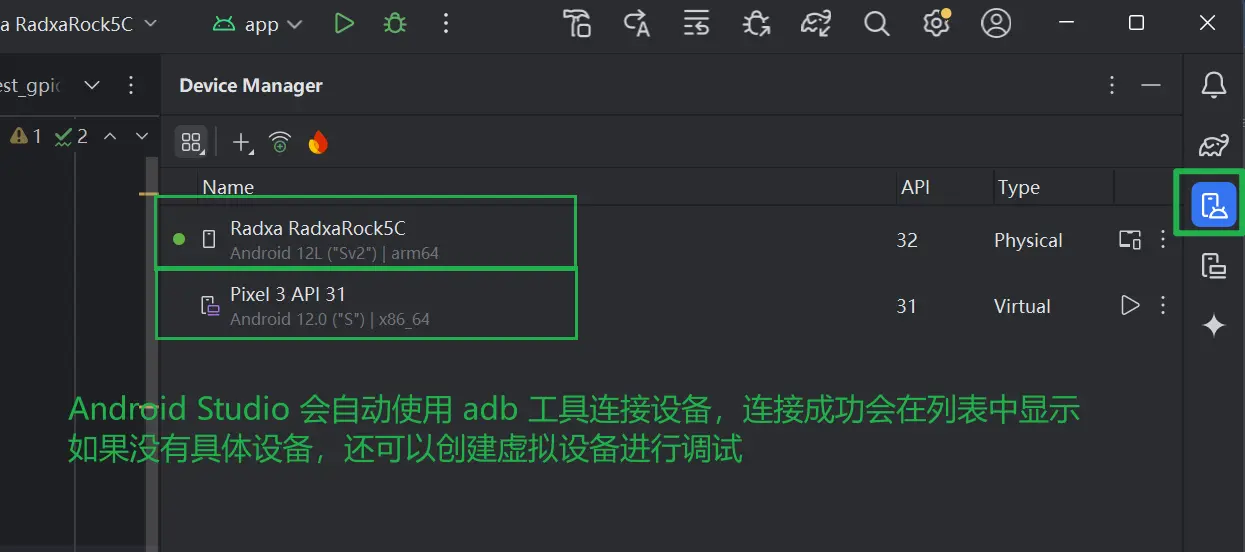 a RadxaRock5C
app
est_gpio
Device Manager
1
2
Name
API
Type
Radxa RadxaRock5C
Android 12L ("Sv2") | arm64
32
Physical
Pixel 3 API 31
Android 12.0 ("S") | x86_64
31
Virtual
Android Studio 会自动使用 adb 工具连接设备，连接成功会在列表中显示
如果没有具体设备，还可以创建虚拟设备进行调试